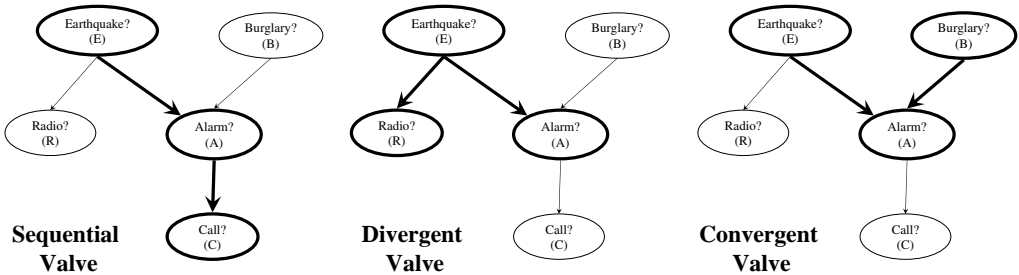 Earthquake?
(E)
Burglary?
(B)
Radio?
(R)
Alarm?
(A)
Call?
(C)
Sequential
Valve
Earthquake?
(E)
Burglary?
(B)
Radio?
(R)
Alarm?
(A)
Call?
(C)
Divergent
Valve
Earthquake?
(E)
Burglary?
(B)
Radio?
(R)
Alarm?
(A)
Call?
(C)
Convergent
Valve